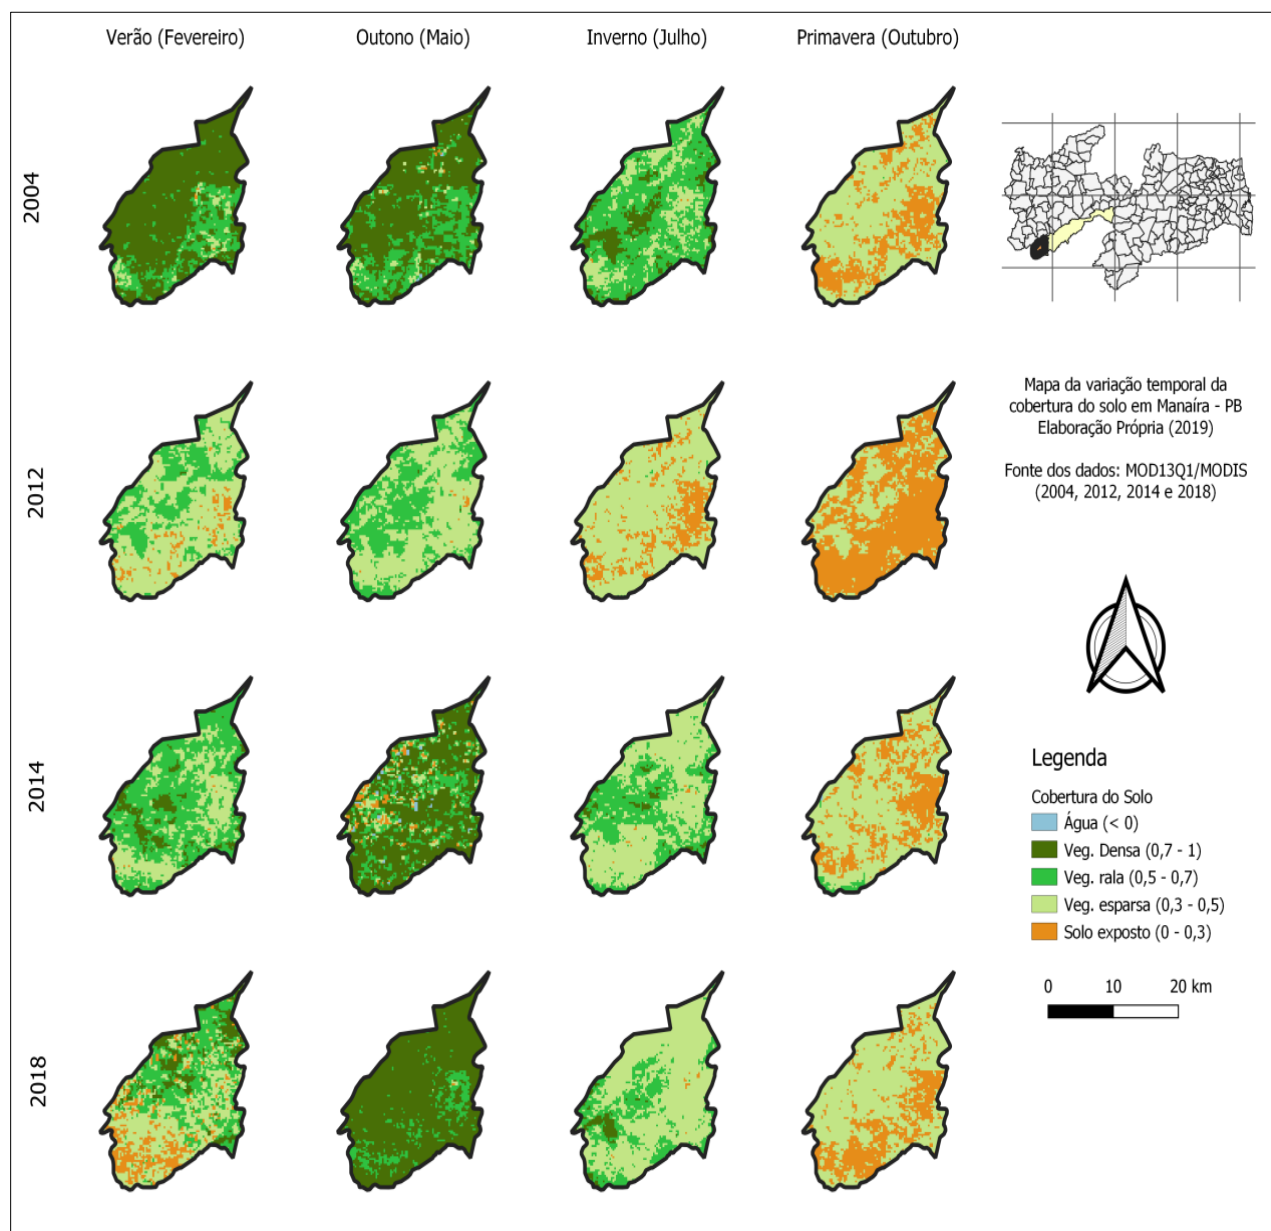 Verão (Fevereiro)
Outono (Maio)
Inverno (Julho)
Primavera (Outubro)
2004
2012
2014
2018
Mapa da variação temporal da
cobertura do solo em Manaíra - PB
Elaboração Própria (2019)
Fonte dos dados: MOD13Q1/MODIS
(2004, 2012, 2014 e 2018)
Legenda
Cobertura do Solo
Água (< 0)
Veg. Densa (0,7 - 1)
Veg. rala (0,5 - 0,7)
Veg. esparsa (0,3 - 0,5)
Solo exposto (0 - 0,3)
0 10 20 km